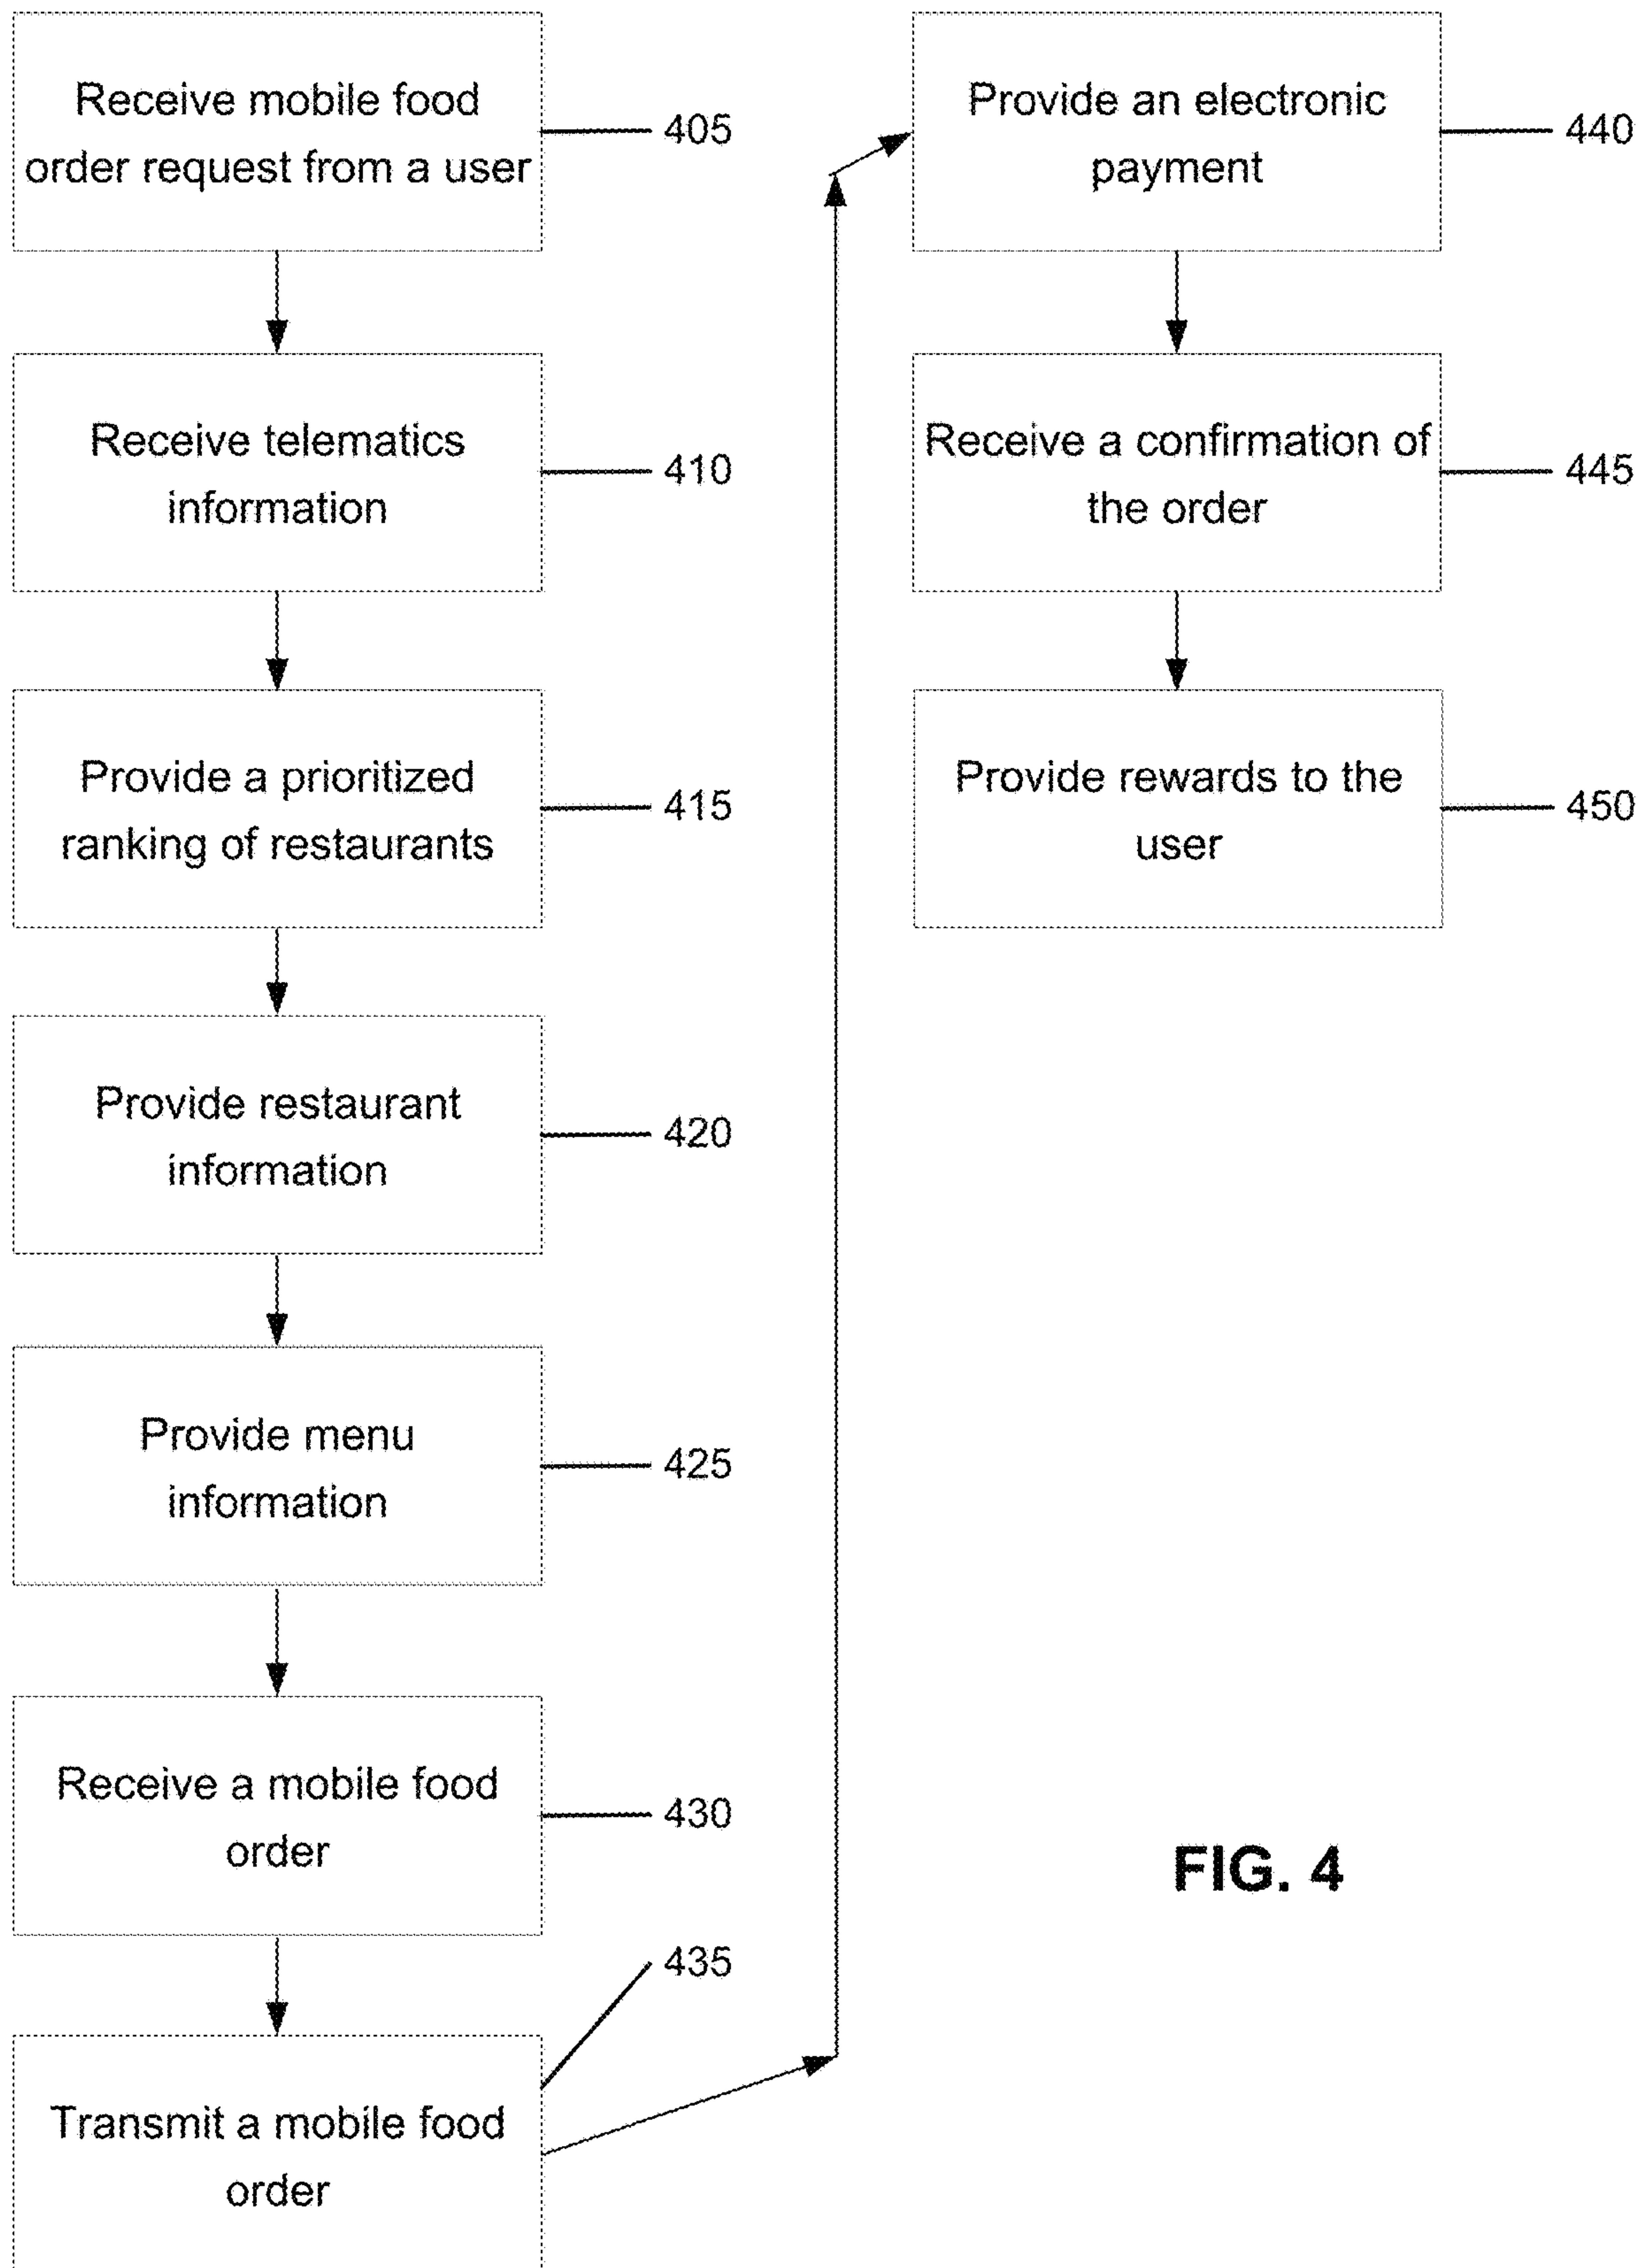 Receive mobile food
order request from a user
405
Receive telematics
information
410
Provide a prioritized
ranking of restaurants
415
Provide restaurant
information
420
Provide menu
information
425
Receive a mobile food
order
430
435
Transmit a mobile food
order
Provide an electronic
payment
440
Receive a confirmation of
the order
445
Provide rewards to the
user
450
FIG. 4